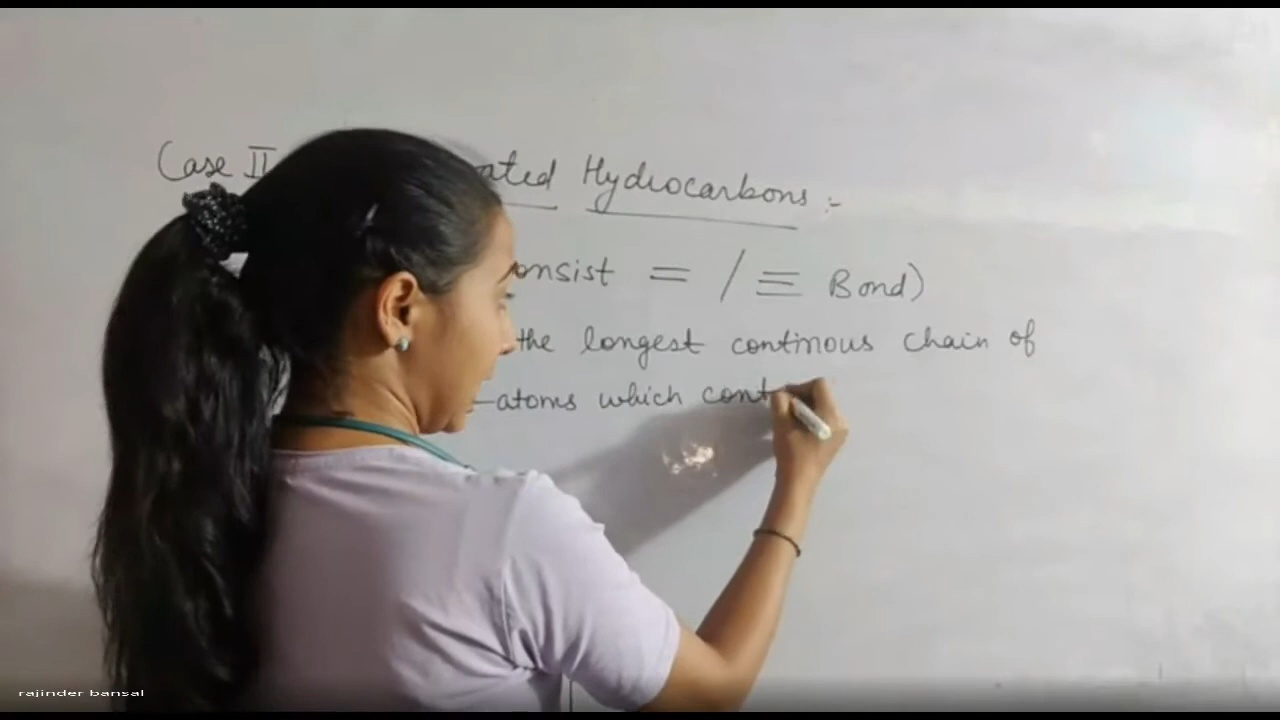 Case II ated Hydrocarbons :-
onsist = / ≡ Bond)
the longest continous chain of
-atoms which cont
rajinder bansal